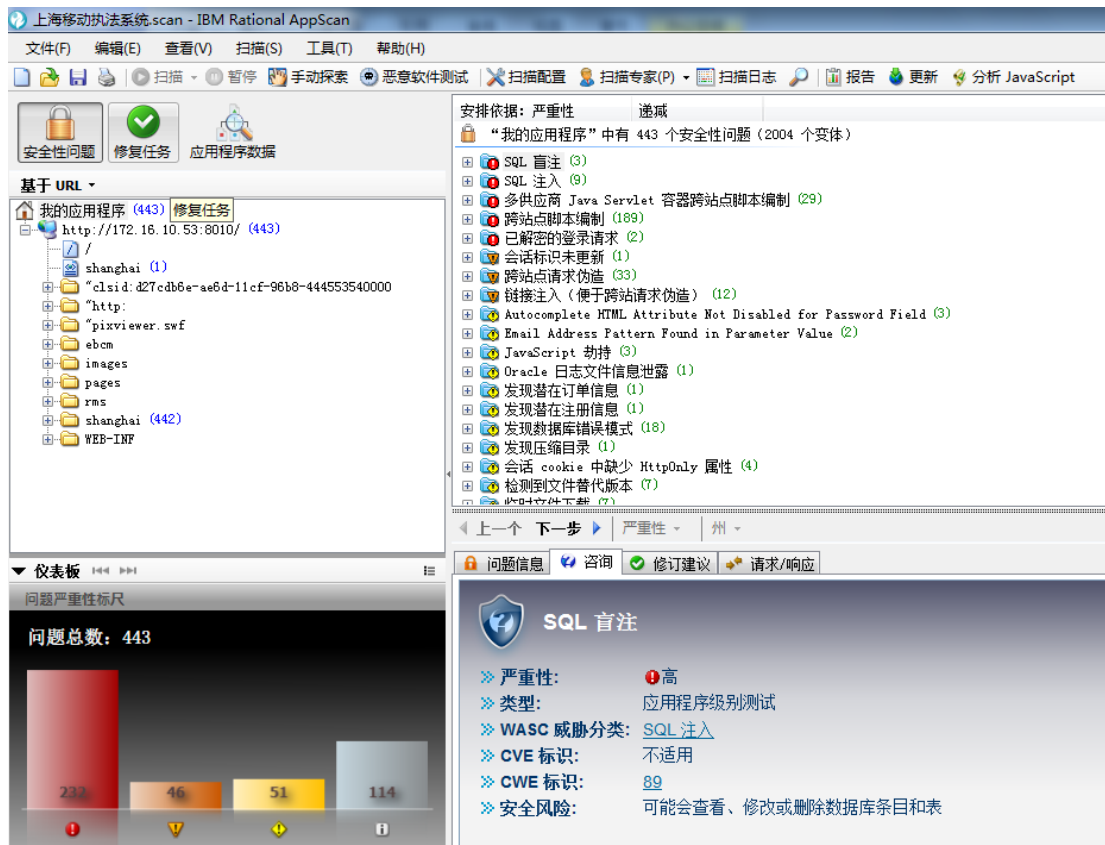 上海移动执法系统.scan - IBM Rational AppScan
文件(F) 编辑(E) 查看(V) 扫描(S) 工具(T) 帮助(H)
扫描 暂停 手动探索 恶意软件测试 扫描配置 扫描专家(P) 扫描日志 报告 更新 分析 JavaScript
安全性问题 修复任务 应用程序数据
基于 URL
我的应用程序 (443) 修复任务
http://172.16.10.53:8010/ (443)
/
shanghai (1)
"clsid:d27cdb6e-ae6d-11cf-96b8-444553540000
"http:
"pixviewer.swf
ebcm
images
pages
rms
shanghai (442)
WEB-INF
安排依据: 严重性 递减
“我的应用程序”中有 443 个安全性问题 (2004 个变体)
SQL 盲注 (3)
SQL 注入 (9)
多供应商 Java Servlet 容器跨站点脚本编制 (29)
跨站点脚本编制 (189)
已解密的登录请求 (2)
会话标识未更新 (1)
跨站点请求伪造 (33)
链接注入(便于跨站请求伪造) (12)
Autocomplete HTML Attribute Not Disabled for Password Field (3)
Email Address Pattern Found in Parameter Value (2)
JavaScript 劫持 (3)
Oracle 日志文件信息泄露 (1)
发现潜在订单信息 (1)
发现潜在注册信息 (1)
发现数据库错误模式 (18)
发现压缩目录 (1)
会话 cookie 中缺少 HttpOnly 属性 (4)
检测到文件替代版本 (7)
临时文件下载 (7)
上一个 下一步 严重性 州
仪表板
问题严重性标尺
问题总数: 443
232 46 51 114
问题信息 咨询 修订建议 请求/响应
SQL 盲注
严重性: 高
类型: 应用程序级别测试
WASC 威胁分类: SQL 注入
CVE 标识: 不适用
CWE 标识: 89
安全风险: 可能会查看、修改或删除数据库条目和表